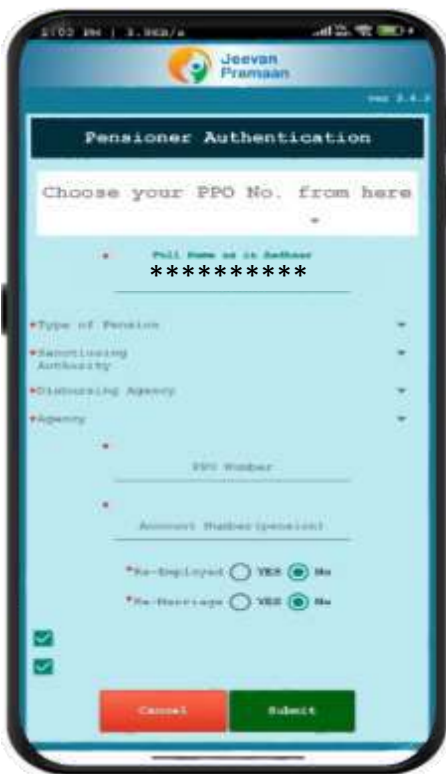 Jeevan
Pramaan
Pensioner Authentication
Choose your PPO No. from here
* Full Name as in Aadhaar
**********
*Type of Pension
*Sanctioning
Authority
*Disbursing Agency
*Agency
*
PPO Number
*
Account Number(pension)
*Re-Employed YES No
*Re-Marriage YES No
Cancel Submit